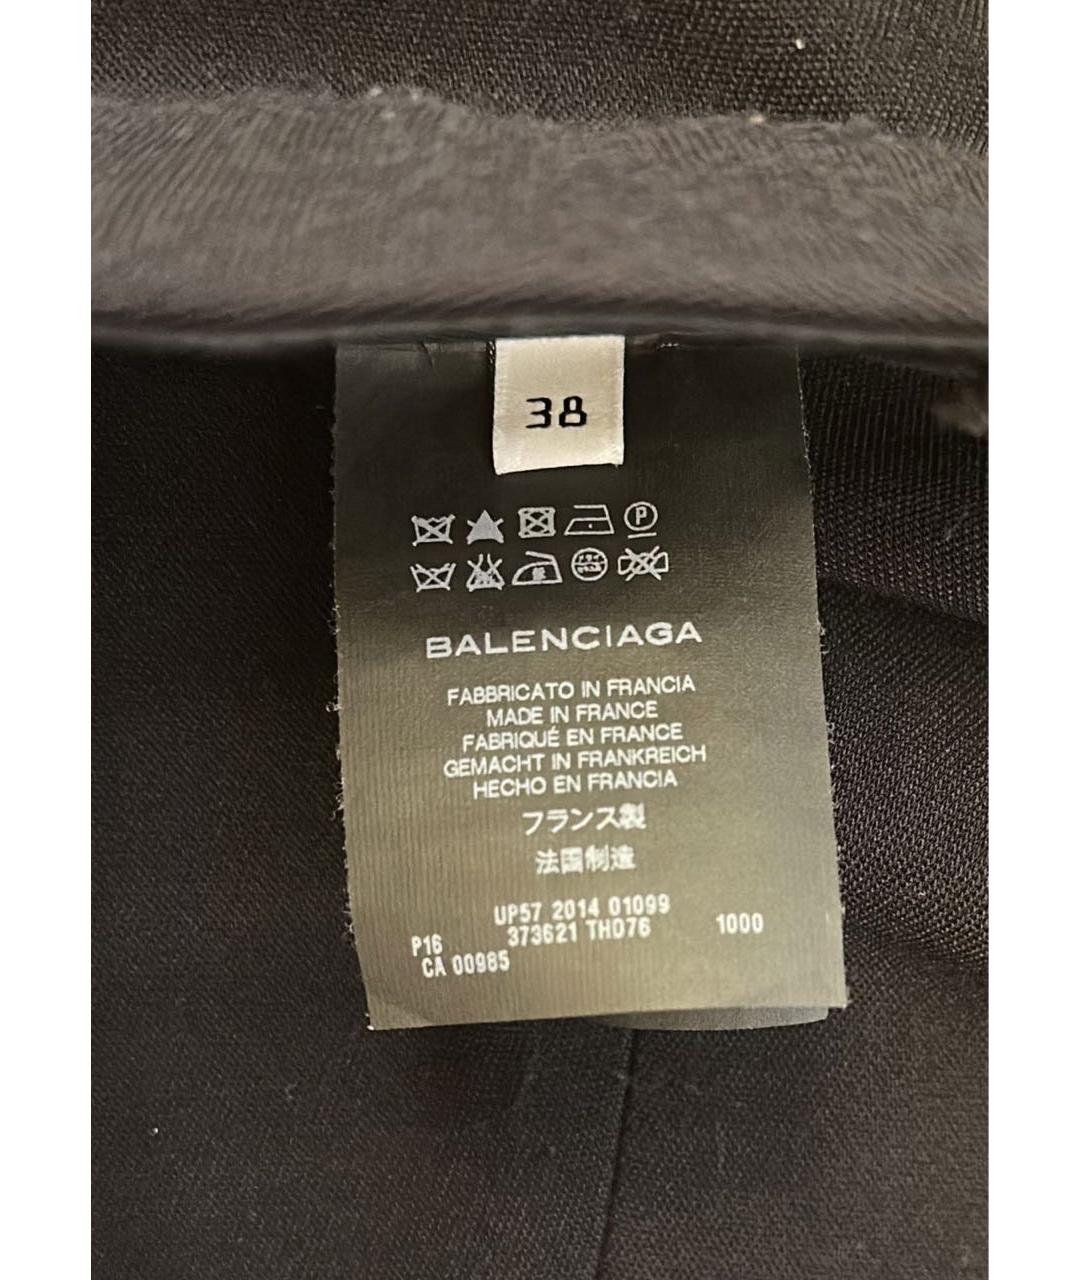 38
P
BALENCIAGA
FABBRICATO IN FRANCIA
MADE IN FRANCE
FABRIQUÉ EN FRANCE
GEMACHT IN FRANKREICH
HECHO EN FRANCIA
フランス製
法國制造
UP57 2014 01099
P16 373621 THD76 1000
CA 00985